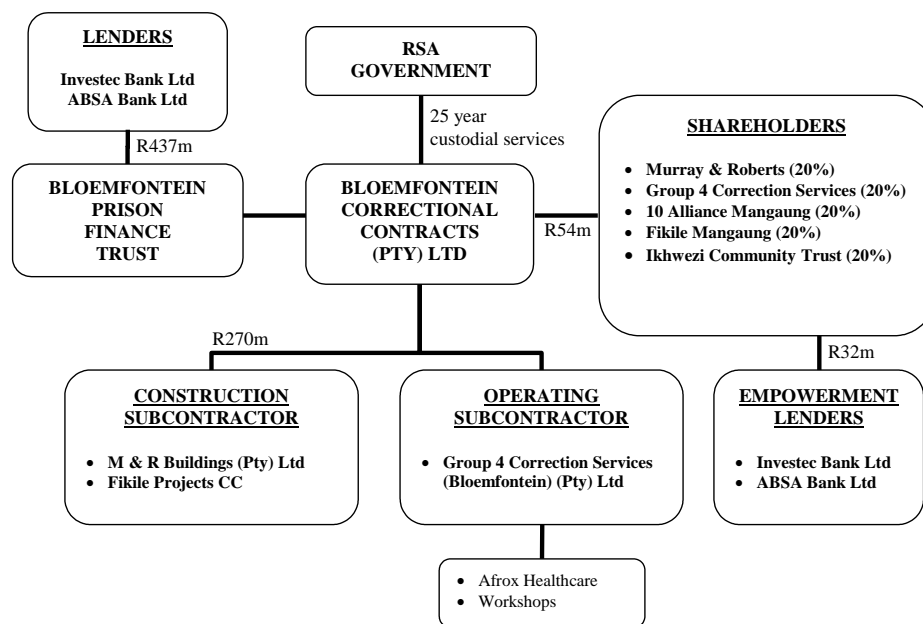 LENDERS
Investec Bank Ltd
ABSA Bank Ltd
RSA
GOVERNMENT
R437m
25 year
custodial services
BLOEMFONTEIN
PRISON
FINANCE
TRUST
BLOEMFONTEIN
CORRECTIONAL
CONTRACTS
(PTY) LTD
R54m
SHAREHOLDERS
• Murray & Roberts (20%)
• Group 4 Correction Services (20%)
• 10 Alliance Mangaung (20%)
• Fikile Mangaung (20%)
• Ikhwezi Community Trust (20%)
R270m
R32m
CONSTRUCTION
SUBCONTRACTOR
• M & R Buildings (Pty) Ltd
• Fikile Projects CC
OPERATING
SUBCONTRACTOR
• Group 4 Correction Services
(Bloemfontein) (Pty) Ltd
EMPOWERMENT
LENDERS
• Investec Bank Ltd
• ABSA Bank Ltd
• Afrox Healthcare
• Workshops